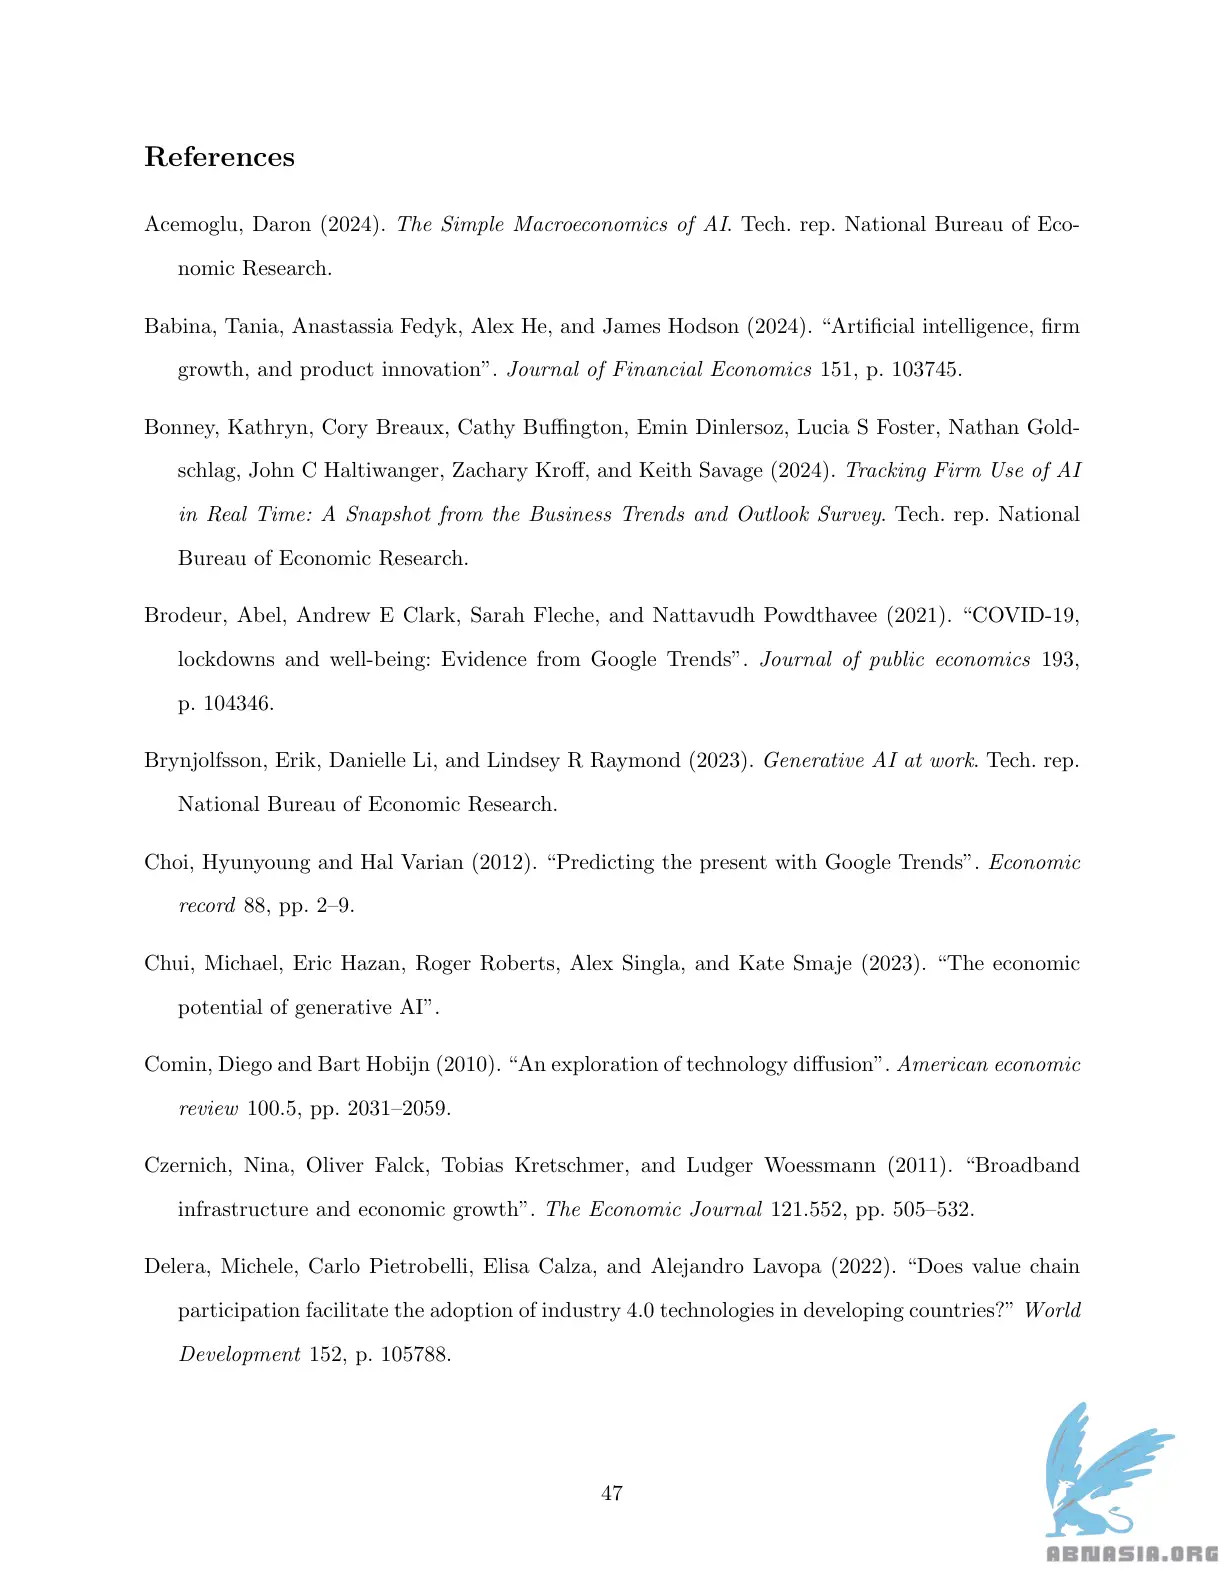 References
Acemoglu, Daron (2024). The Simple Macroeconomics of AI. Tech. rep. National Bureau of Eco-
nomic Research.
Babina, Tania, Anastassia Fedyk, Alex He, and James Hodson (2024). “Artificial intelligence, firm
growth, and product innovation”. Journal of Financial Economics 151, p. 103745.
Bonney, Kathryn, Cory Breaux, Cathy Buffington, Emin Dinlersoz, Lucia S Foster, Nathan Gold-
schlag, John C Haltiwanger, Zachary Kroff, and Keith Savage (2024). Tracking Firm Use of AI
in Real Time: A Snapshot from the Business Trends and Outlook Survey. Tech. rep. National
Bureau of Economic Research.
Brodeur, Abel, Andrew E Clark, Sarah Fleche, and Nattavudh Powdthavee (2021). “COVID-19,
lockdowns and well-being: Evidence from Google Trends”. Journal of public economics 193,
p. 104346.
Brynjolfsson, Erik, Danielle Li, and Lindsey R Raymond (2023). Generative AI at work. Tech. rep.
National Bureau of Economic Research.
Choi, Hyunyoung and Hal Varian (2012). “Predicting the present with Google Trends”. Economic
record 88, pp. 2–9.
Chui, Michael, Eric Hazan, Roger Roberts, Alex Singla, and Kate Smaje (2023). “The economic
potential of generative AI”.
Comin, Diego and Bart Hobijn (2010). “An exploration of technology diffusion”. American economic
review 100.5, pp. 2031–2059.
Czernich, Nina, Oliver Falck, Tobias Kretschmer, and Ludger Woessmann (2011). “Broadband
infrastructure and economic growth”. The Economic Journal 121.552, pp. 505–532.
Delera, Michele, Carlo Pietrobelli, Elisa Calza, and Alejandro Lavopa (2022). “Does value chain
participation facilitate the adoption of industry 4.0 technologies in developing countries?” World
Development 152, p. 105788.
47
ABNASIA.ORG